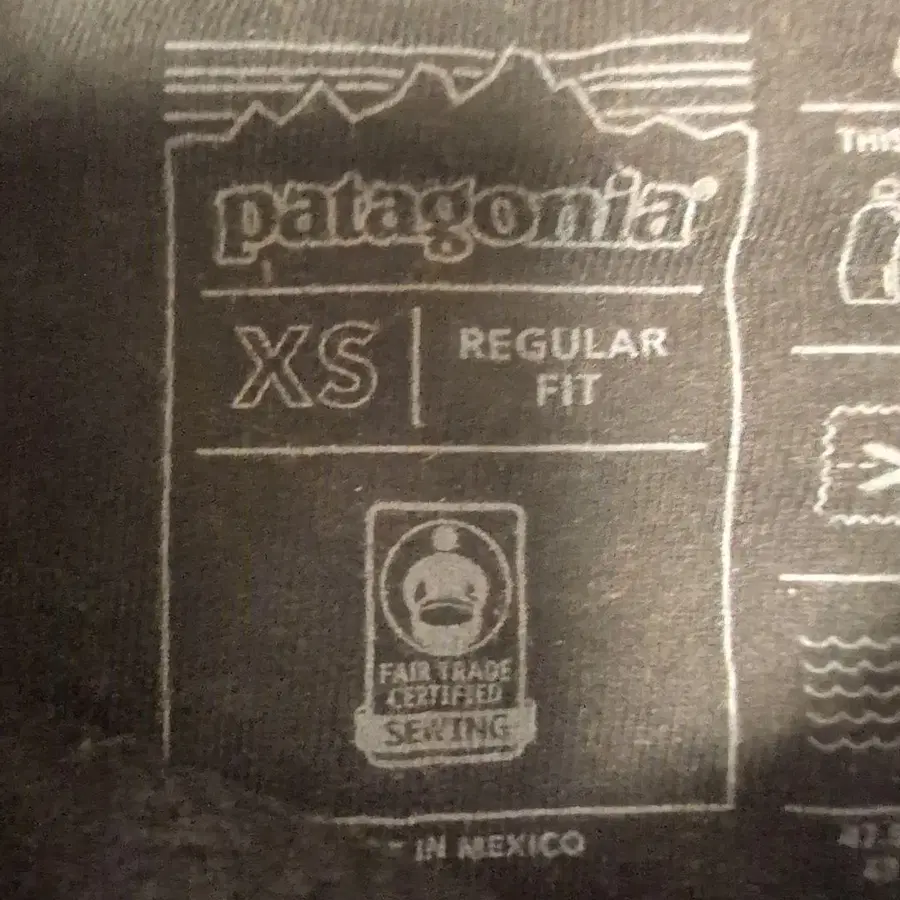 patagonia®
XS
REGULAR
FIT
FAIR TRADE
CERTIFIED
SEWING
IN MEXICO